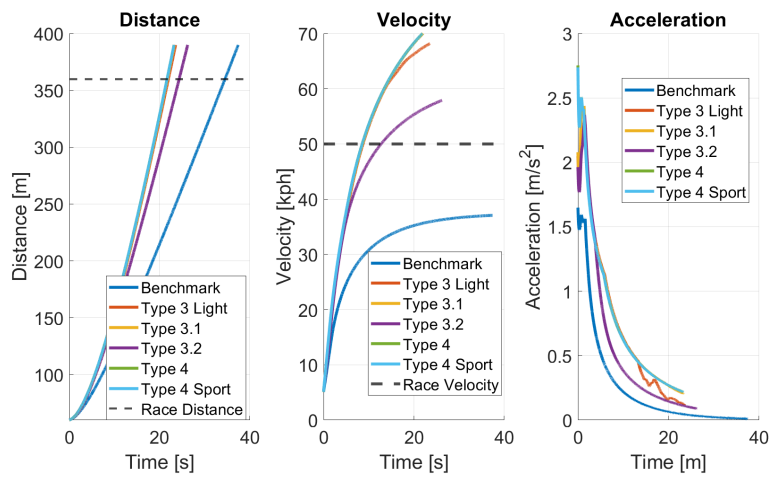 Distance
400
350
300
250
200
150
100
Distance [m]
0
20
40
Time [s]
Benchmark
Type 3 Light
Type 3.1
Type 3.2
Type 4
Type 4 Sport
Race Distance
Velocity
70
60
50
40
30
20
10
0
Velocity [kph]
0
20
40
Time [s]
Benchmark
Type 3 Light
Type 3.1
Type 3.2
Type 4
Type 4 Sport
Race Velocity
Acceleration
3
2.5
2
1.5
1
0.5
0
Acceleration [m/s²]
0
20
40
Time [m]
Benchmark
Type 3 Light
Type 3.1
Type 3.2
Type 4
Type 4 Sport